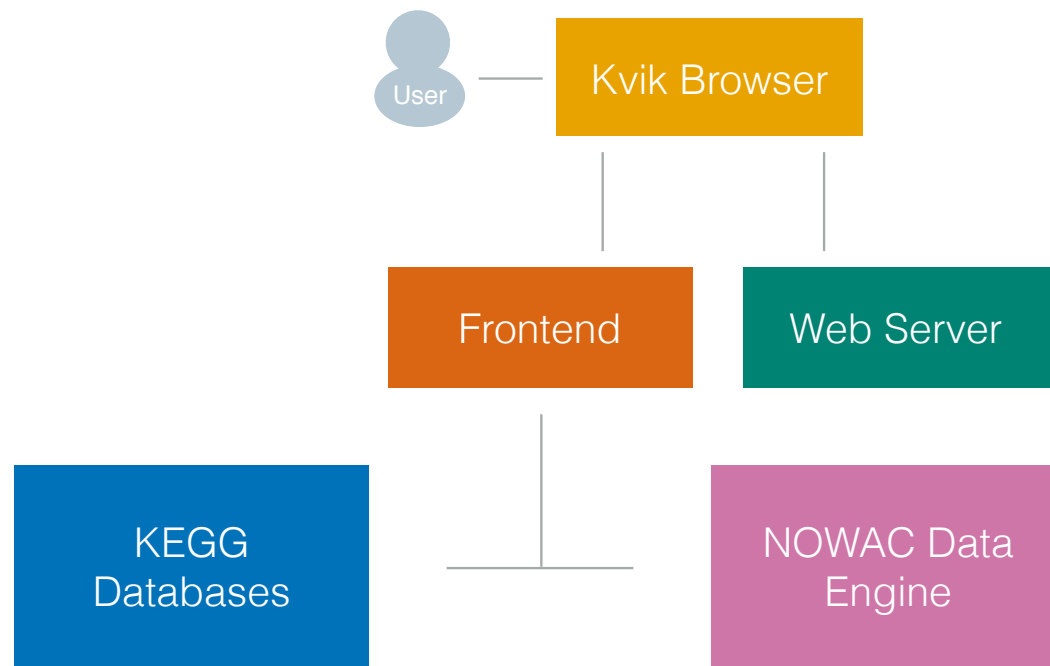 User
Kvik Browser
Frontend
Web Server
KEGG
Databases
NOWAC Data
Engine